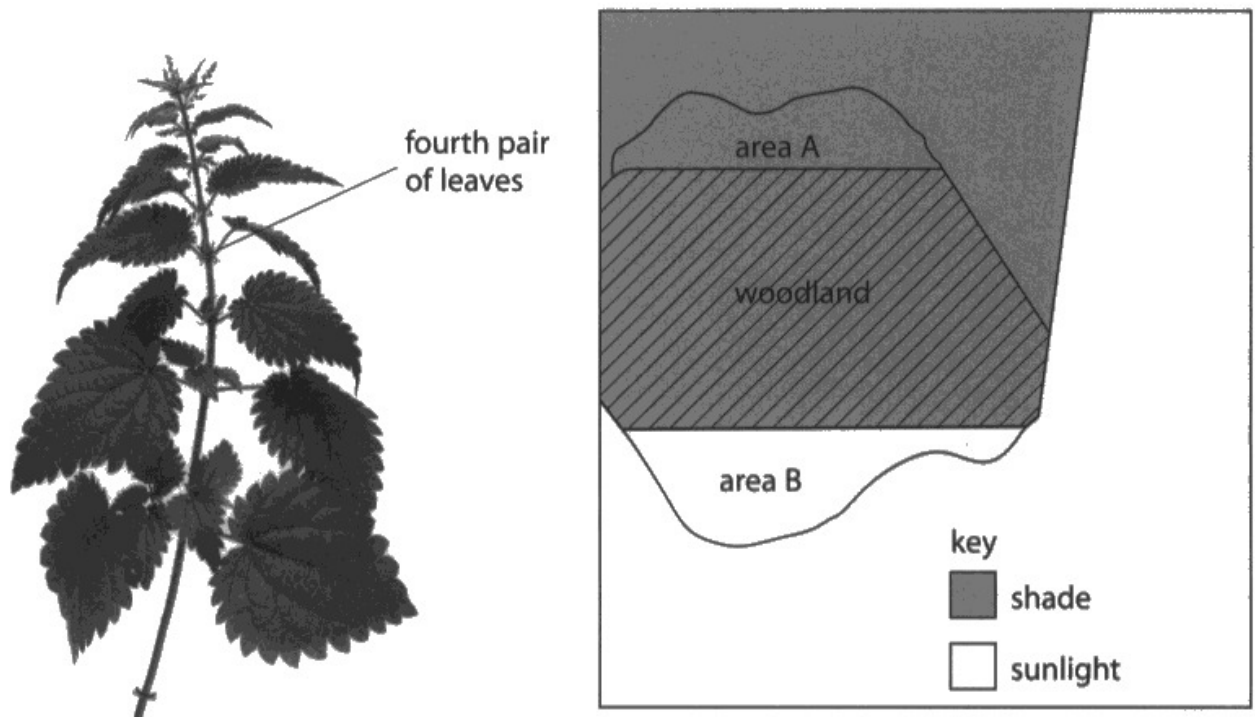 fourth pair
of leaves
area A
woodland
area B
key
shade
sunlight